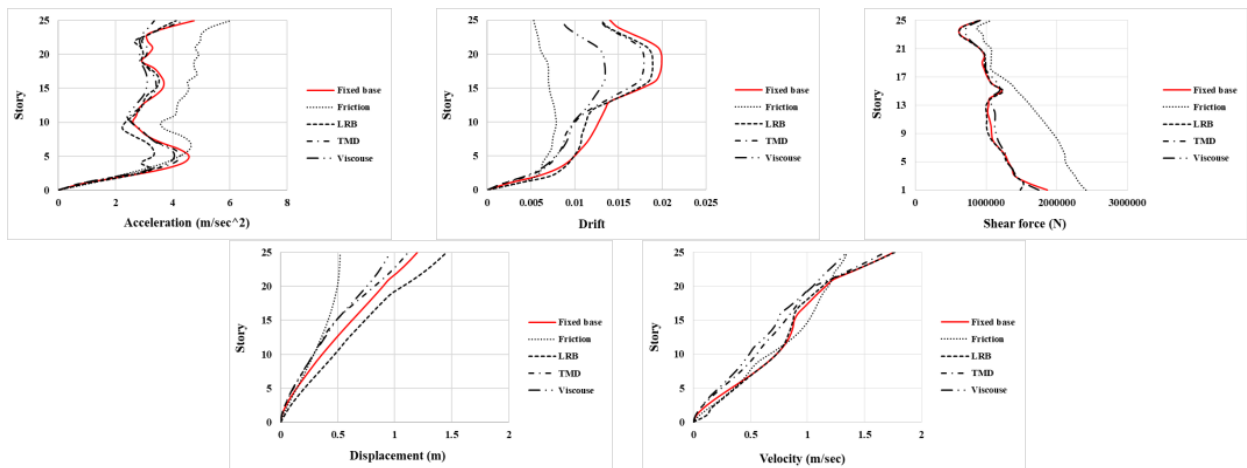 25
20
15
10
5
0
Story
0 2 4 6 8
Acceleration (m/sec^2)
Fixed base
Friction
LRB
TMD
Viscouse
25
20
15
10
5
0
Story
0 0.005 0.01 0.015 0.02 0.025
Drift
Fixed base
Friction
LRB
TMD
Viscouse
25
21
17
13
9
5
1
Story
0 1000000 2000000 3000000
Shear force (N)
Fixed base
Friction
LRB
TMD
Viscouse
25
20
15
10
5
0
Story
0 0.5 1 1.5 2
Displacement (m)
Fixed base
Friction
LRB
TMD
Viscouse
25
20
15
10
5
0
Story
0 0.5 1 1.5 2
Velocity (m/sec)
Fixed base
Friction
LRB
TMD
Viscouse